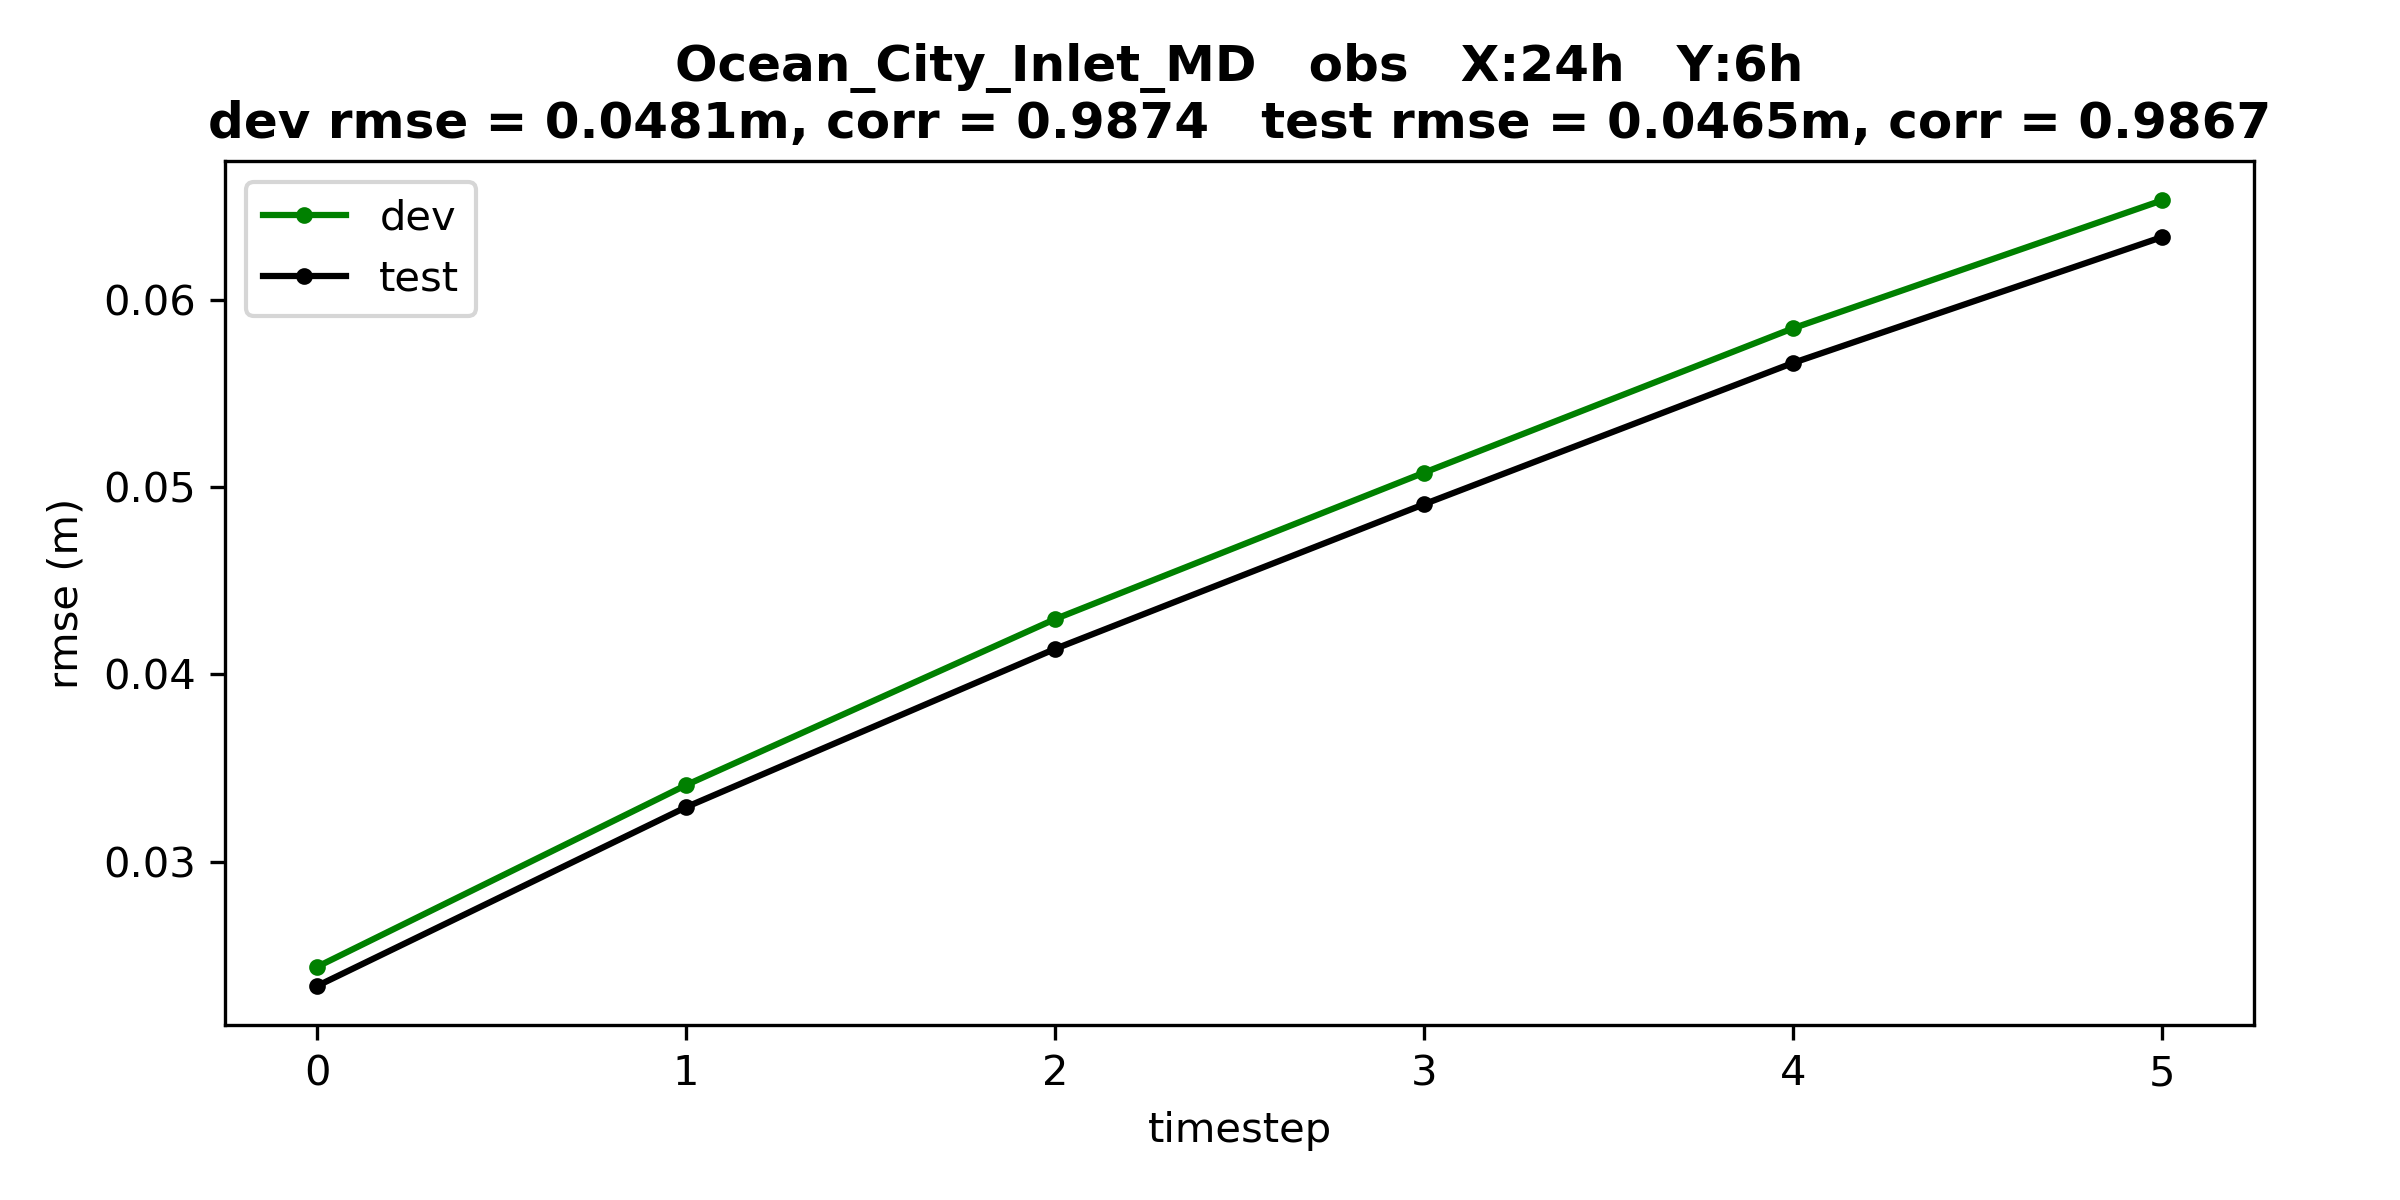 Ocean_City_Inlet_MD   obs   X:24h   Y:6h
dev rmse = 0.0481m, corr = 0.9874   test rmse = 0.0465m, corr = 0.9867
dev
test
0.06
0.05
0.04
0.03
rmse (m)
0 1 2 3 4 5
timestep